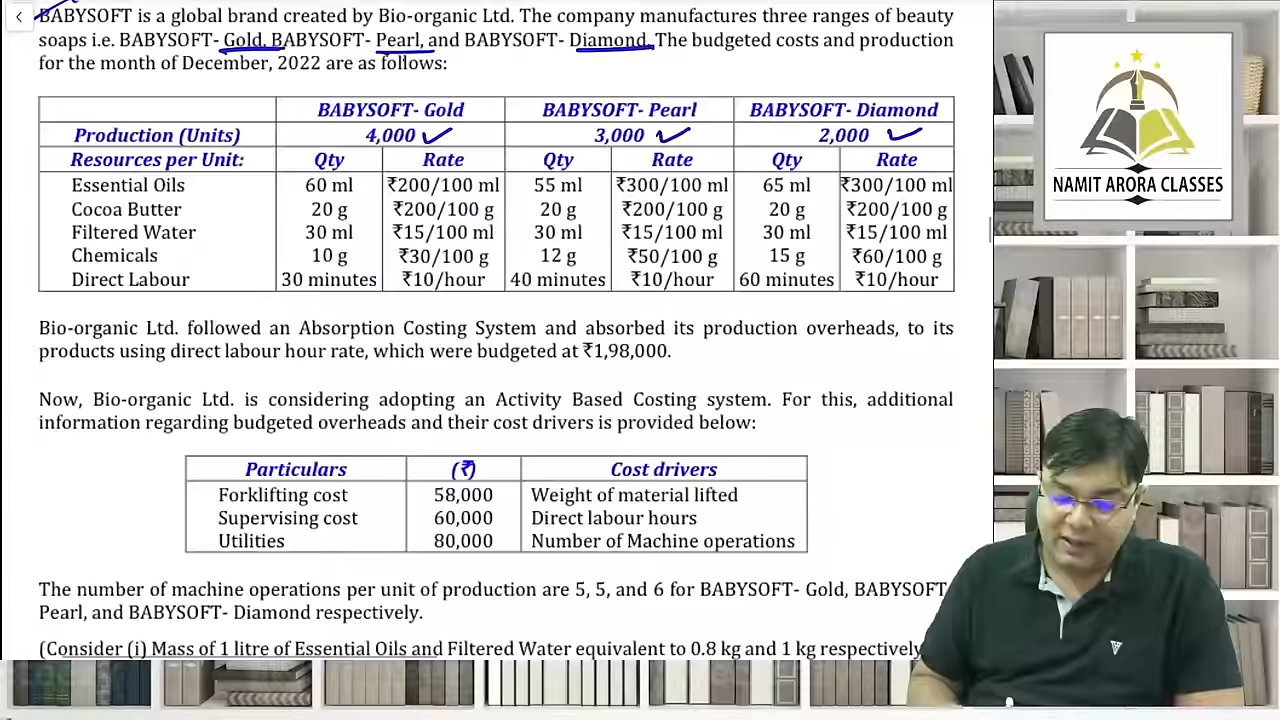 BABYSOFT is a global brand created by Bio-organic Ltd. The company manufactures three ranges of beauty
soaps i.e. BABYSOFT- Gold, BABYSOFT- Pearl, and BABYSOFT- Diamond. The budgeted costs and production
for the month of December, 2022 are as follows:
BABYSOFT- Gold BABYSOFT- Pearl BABYSOFT- Diamond
Production (Units) 4,000 3,000 2,000
Resources per Unit: Qty Rate Qty Rate Qty Rate
Essential Oils 60 ml ₹200/100 ml 55 ml ₹300/100 ml 65 ml ₹300/100 ml
Cocoa Butter 20 g ₹200/100 g 20 g ₹200/100 g 20 g ₹200/100 g
Filtered Water 30 ml ₹15/100 ml 30 ml ₹15/100 ml 30 ml ₹15/100 ml
Chemicals 10 g ₹30/100 g 12 g ₹50/100 g 15 g ₹60/100 g
Direct Labour 30 minutes ₹10/hour 40 minutes ₹10/hour 60 minutes ₹10/hour
Bio-organic Ltd. followed an Absorption Costing System and absorbed its production overheads, to its
products using direct labour hour rate, which were budgeted at ₹1,98,000.
Now, Bio-organic Ltd. is considering adopting an Activity Based Costing system. For this, additional
information regarding budgeted overheads and their cost drivers is provided below:
Particulars (₹) Cost drivers
Forklifting cost 58,000 Weight of material lifted
Supervising cost 60,000 Direct labour hours
Utilities 80,000 Number of Machine operations
The number of machine operations per unit of production are 5, 5, and 6 for BABYSOFT- Gold, BABYSOFT
Pearl, and BABYSOFT- Diamond respectively.
(Consider (i) Mass of 1 litre of Essential Oils and Filtered Water equivalent to 0.8 kg and 1 kg respectively
NAMIT ARORA CLASSES